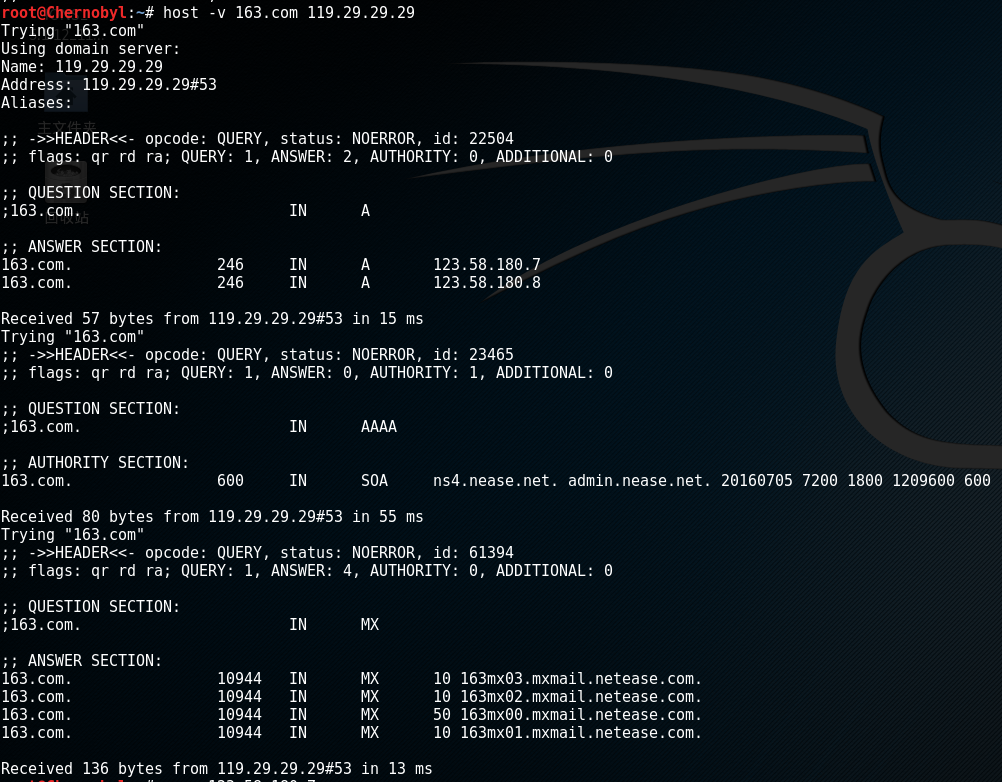 root@Chernobyl:~# host -v 163.com 119.29.29.29
Trying "163.com"
Using domain server:
Name: 119.29.29.29
Address: 119.29.29.29#53
Aliases:
主文件夹
;; ->>HEADER<<- opcode: QUERY, status: NOERROR, id: 22504
;; flags: qr rd ra; QUERY: 1, ANSWER: 2, AUTHORITY: 0, ADDITIONAL: 0
;; QUESTION SECTION:
;163.com. IN A
回收站
;; ANSWER SECTION:
163.com. 246 IN A 123.58.180.7
163.com. 246 IN A 123.58.180.8
Received 57 bytes from 119.29.29.29#53 in 15 ms
Trying "163.com"
;; ->>HEADER<<- opcode: QUERY, status: NOERROR, id: 23465
;; flags: qr rd ra; QUERY: 1, ANSWER: 0, AUTHORITY: 1, ADDITIONAL: 0
;; QUESTION SECTION:
;163.com. IN AAAA
;; AUTHORITY SECTION:
163.com. 600 IN SOA ns4.nease.net. admin.nease.net. 20160705 7200 1800 1209600 600
Received 80 bytes from 119.29.29.29#53 in 55 ms
Trying "163.com"
;; ->>HEADER<<- opcode: QUERY, status: NOERROR, id: 61394
;; flags: qr rd ra; QUERY: 1, ANSWER: 4, AUTHORITY: 0, ADDITIONAL: 0
;; QUESTION SECTION:
;163.com. IN MX
;; ANSWER SECTION:
163.com. 10944 IN MX 10 163mx03.mxmail.netease.com.
163.com. 10944 IN MX 10 163mx02.mxmail.netease.com.
163.com. 10944 IN MX 50 163mx00.mxmail.netease.com.
163.com. 10944 IN MX 10 163mx01.mxmail.netease.com.
Received 136 bytes from 119.29.29.29#53 in 13 ms